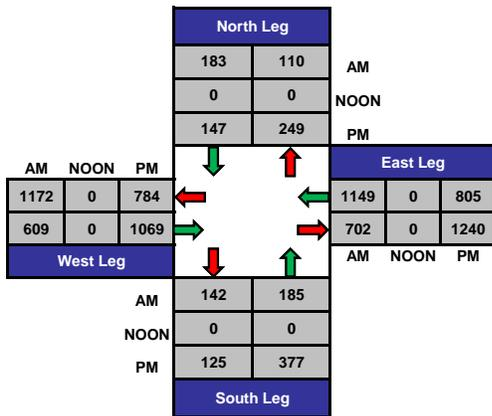 North Leg
183 110 AM
0 0 NOON
147 249 PM
AM NOON PM East Leg
1172 0 784 1149 0 805
609 0 1069 702 0 1240
West Leg AM NOON PM
AM 142 185
NOON 0 0
PM 125 377
South Leg